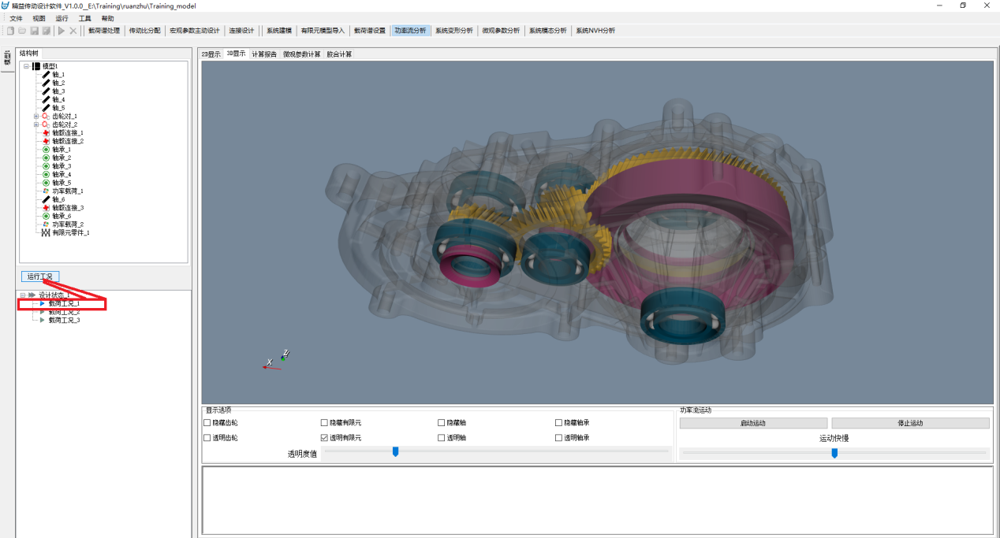 精益传动设计软件_V1.0.0_E:\Training\ruanzhu\Training_model
文件 视图 运行 工具 帮助
载荷谱处理 传动比分配 宏观参数主动设计 连接设计 系统建模 有限元模型导入 载荷谱设置 功率流分析 系统变形分析 微观参数分析 系统模态分析 系统NVH分析
结构树
模型1
轴_1
轴_2
轴_3
轴_4
轴_5
齿轮对_1
齿轮对_2
轴毂连接_1
轴毂连接_2
轴承_1
轴承_2
轴承_3
轴承_4
轴承_5
功率载荷_1
轴_6
轴毂连接_3
轴承_6
功率载荷_2
有限元零件_1
运行工况
设计状态_1
载荷工况_1
载荷工况_2
载荷工况_3
2D显示 3D显示 计算报告 微观参数计算 胶合计算
X
Z
显示选项
隐藏齿轮 隐藏有限元 隐藏轴 隐藏轴承
透明齿轮 透明有限元 透明轴 透明轴承
透明度值
功率流运动
启动运动 停止运动
运动快慢